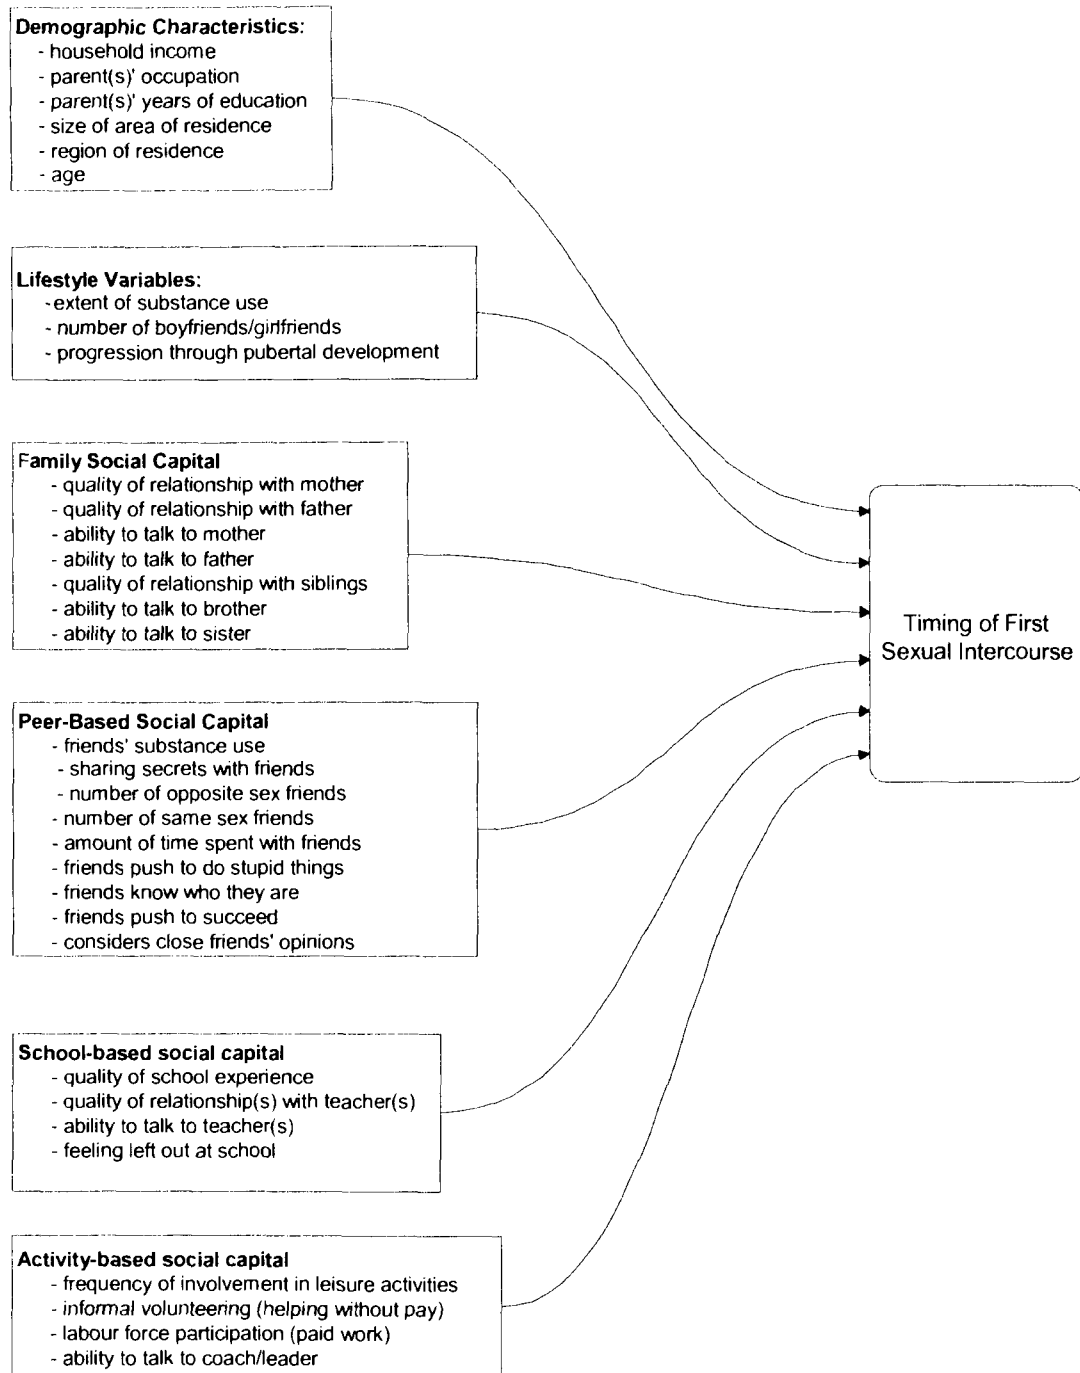 Demographic Characteristics:
- household income
- parent(s)' occupation
- parent(s)' years of education
- size of area of residence
- region of residence
- age
Lifestyle Variables:
- extent of substance use
- number of boyfriends/girlfriends
- progression through pubertal development
Family Social Capital
- quality of relationship with mother
- quality of relationship with father
- ability to talk to mother
- ability to talk to father
- quality of relationship with siblings
- ability to talk to brother
- ability to talk to sister
Peer-Based Social Capital
- friends' substance use
- sharing secrets with friends
- number of opposite sex friends
- number of same sex friends
- amount of time spent with friends
- friends push to do stupid things
- friends know who they are
- friends push to succeed
- considers close friends' opinions
School-based social capital
- quality of school experience
- quality of relationship(s) with teacher(s)
- ability to talk to teacher(s)
- feeling left out at school
Activity-based social capital
- frequency of involvement in leisure activities
- informal volunteering (helping without pay)
- labour force participation (paid work)
- ability to talk to coach/leader
Timing of First
Sexual Intercourse